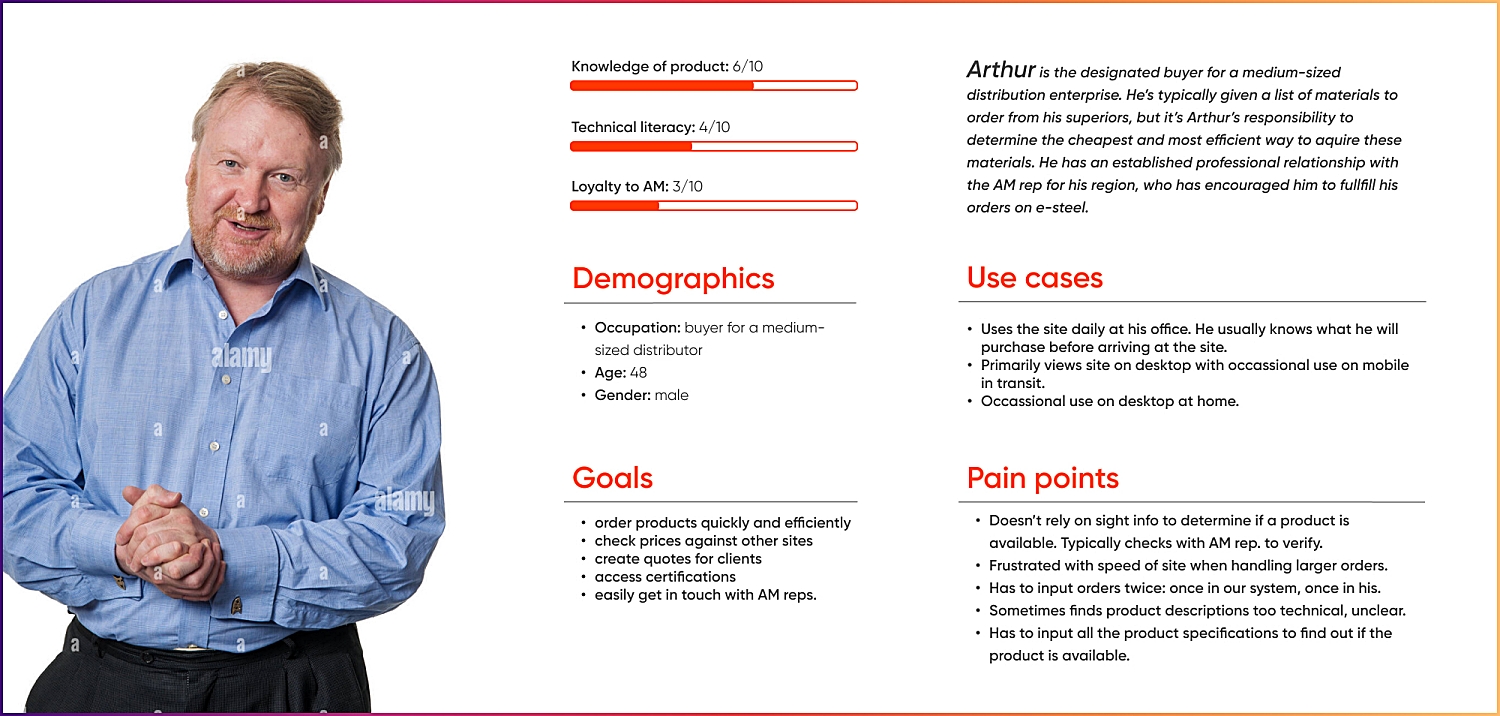 Knowledge of product: 6/10
Technical literacy: 4/10
Loyalty to AM: 3/10
Arthur is the designated buyer for a medium-sized
distribution enterprise. He's typically given a list of materials to
order from his superiors, but it's Arthur's responsibility to
determine the cheapest and most efficient way to aquire these
materials. He has an established professional relationship with
the AM rep for his region, who has encouraged him to fullfill his
orders on e-steel.
Demographics
• Occupation: buyer for a medium-
sized distributor
• Age: 48
• Gender: male
Use cases
• Uses the site daily at his office. He usually knows what he will
purchase before arriving at the site.
• Primarily views site on desktop with occassional use on mobile
in transit.
• Occassional use on desktop at home.
Goals
• order products quickly and efficiently
• check prices against other sites
• create quotes for clients
• access certifications
• easily get in touch with AM reps.
Pain points
• Doesn't rely on sight info to determine if a product is
available. Typically checks with AM rep. to verify.
• Frustrated with speed of site when handling larger orders.
• Has to input orders twice: once in our system, once in his.
• Sometimes finds product descriptions too technical, unclear.
• Has to input all the product specifications to find out if the
product is available.
a
a
a
a
a
a
alamy
a
a
a
a
a
alamy
a
a
a
a